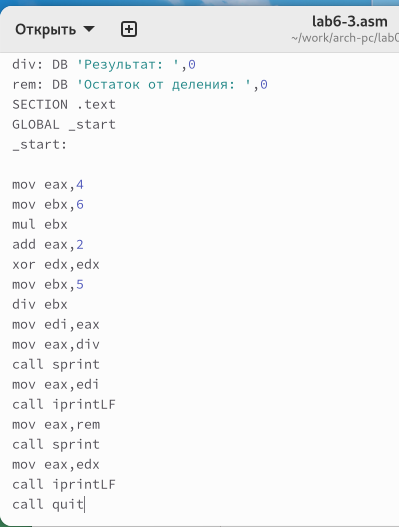 Открыть
lab6-3.asm
~/work/arch-pc/lab0
div: DB 'Результат: ',0
rem: DB 'Остаток от деления: ',0
SECTION .text
GLOBAL _start
_start:
mov eax,4
mov ebx,6
mul ebx
add eax,2
xor edx,edx
mov ebx,5
div ebx
mov edi,eax
mov eax,div
call sprint
mov eax,edi
call iprintLF
mov eax,rem
call sprint
mov eax,edx
call iprintLF
call quit